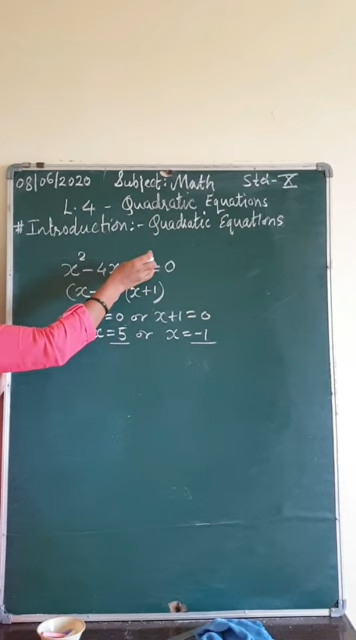 08/06/2020 Subject: Math Std-X
L. 4 - Quadratic Equations
# Introduction:- Quadratic Equations
x² - 4x = 0
(x - (x+1)
= 0 or x+1 = 0
x = 5 or x = -1